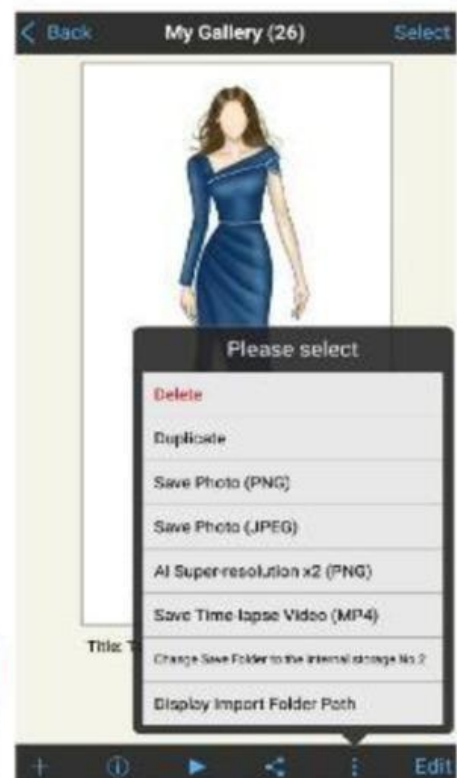 Back My Gallery (26) Select
Please select
Delete
Duplicate
Save Photo (PNG)
Save Photo (JPEG)
AI Super-resolution x2 (PNG)
Save Time-lapse Video (MP4)
Title:
Change Save Folder to the internal storage No.2
Display Import Folder Path
Edit